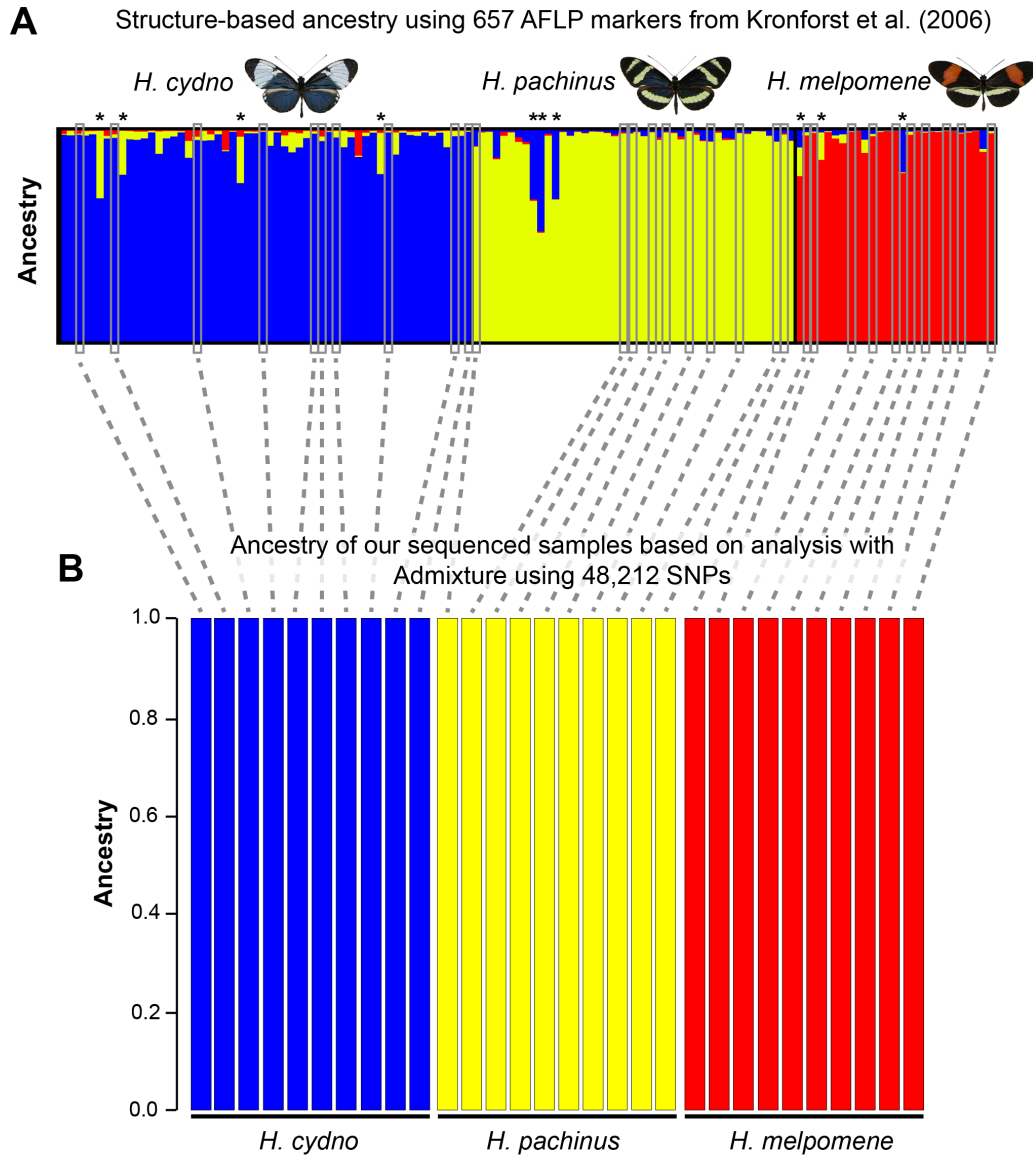 A
Structure-based ancestry using 657 AFLP markers from Kronforst et al. (2006)
H. cydno
H. pachinus
H. melpomene
* * * * ** * * * *
Ancestry
B
Ancestry of our sequenced samples based on analysis with
Admixture using 48,212 SNPs
1.0
0.8
0.6
0.4
0.2
0.0
Ancestry
H. cydno
H. pachinus
H. melpomene